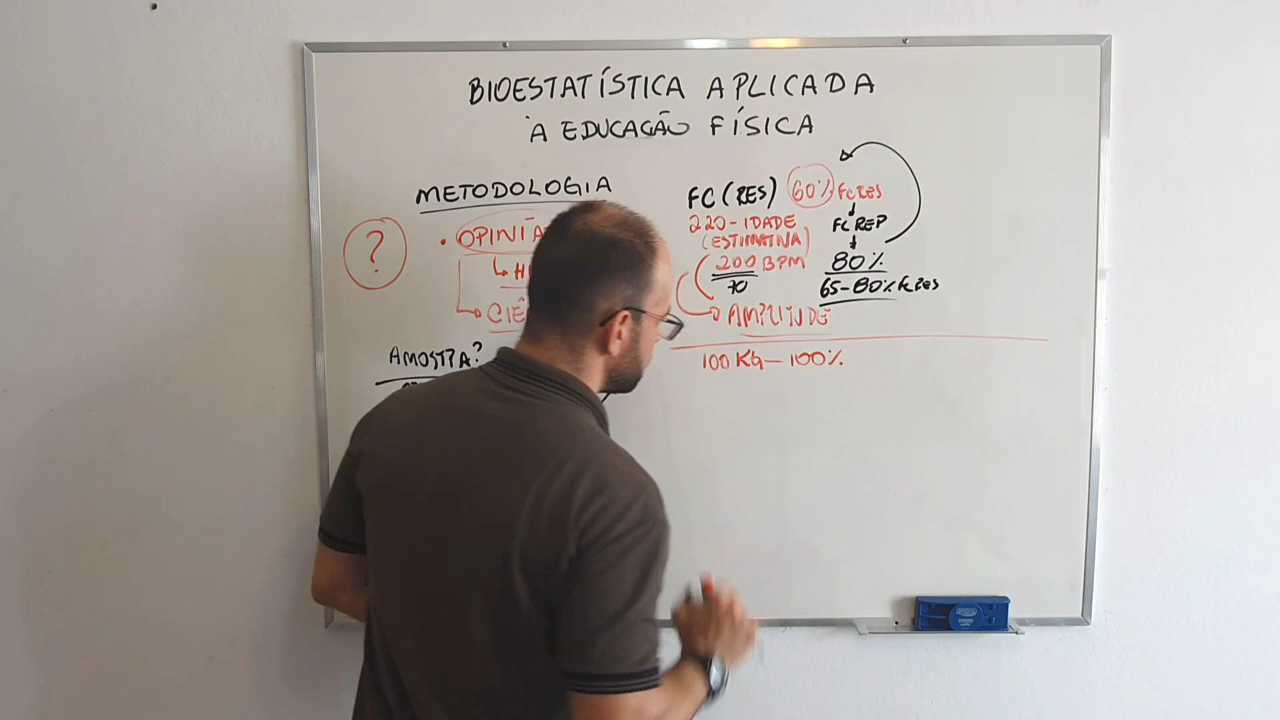 BIOESTATÍSTICA APLICADA
À EDUCAÇÃO FÍSICA
METODOLOGIA
?
• OPINIÃ
↳ H
↳ CIÊ
AMOSTRA?
FC (RES) 60% FCRES
220-IDADE
(ESTIMATIVA)
200 BPM
70
AMPLITUDE
FC REP
80%
65-80% FCRES
100 KG — 100%